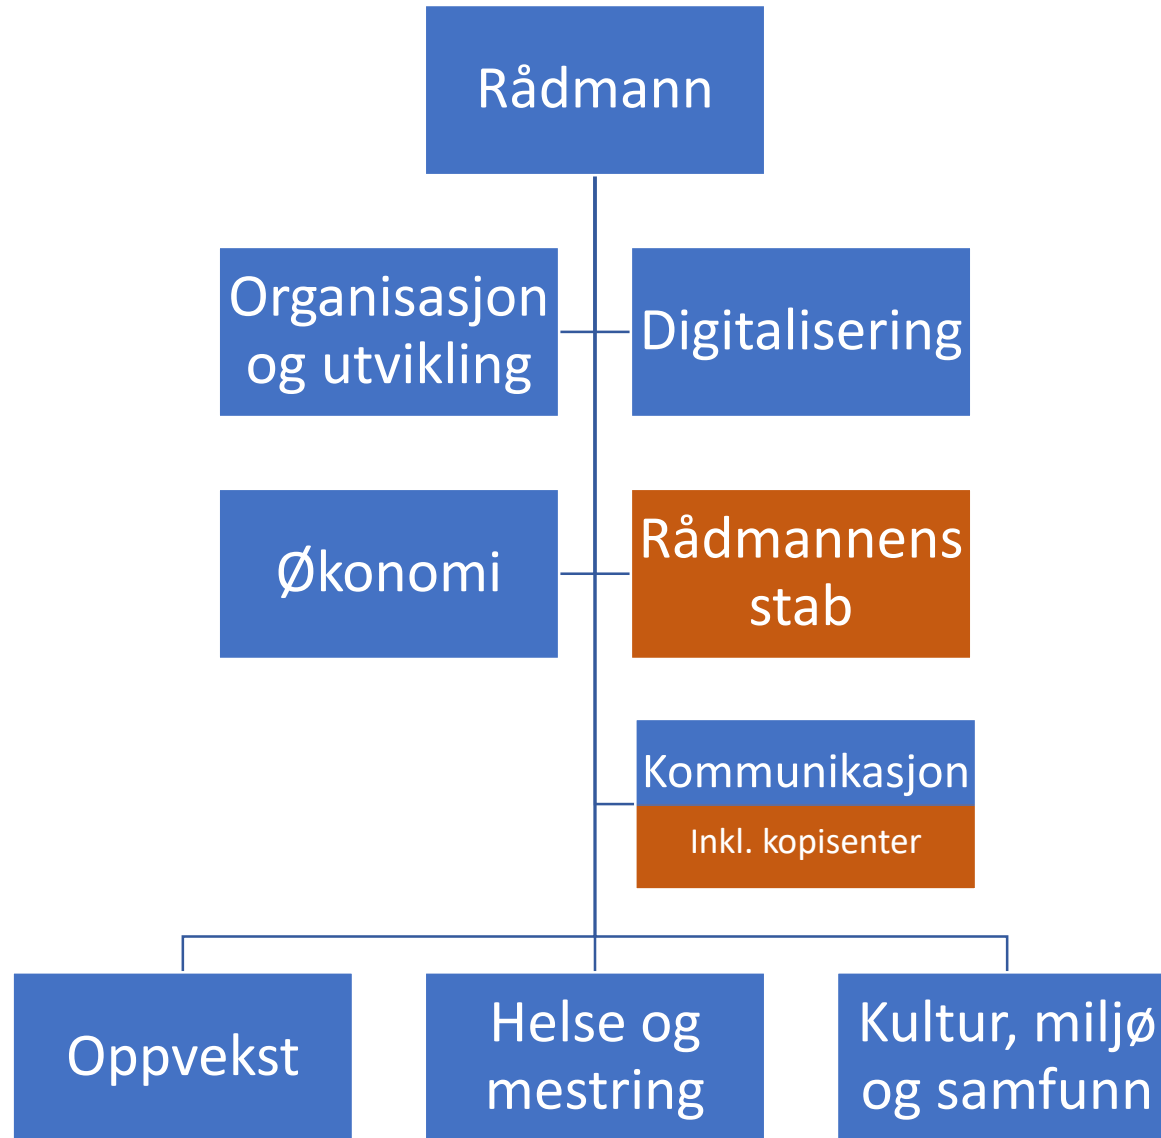 Rådmann
Organisasjon
og utvikling
Digitalisering
Økonomi
Rådmannens
stab
Kommunikasjon
Inkl. kopisenter
Oppvekst
Helse og
mestring
Kultur, miljø
og samfunn